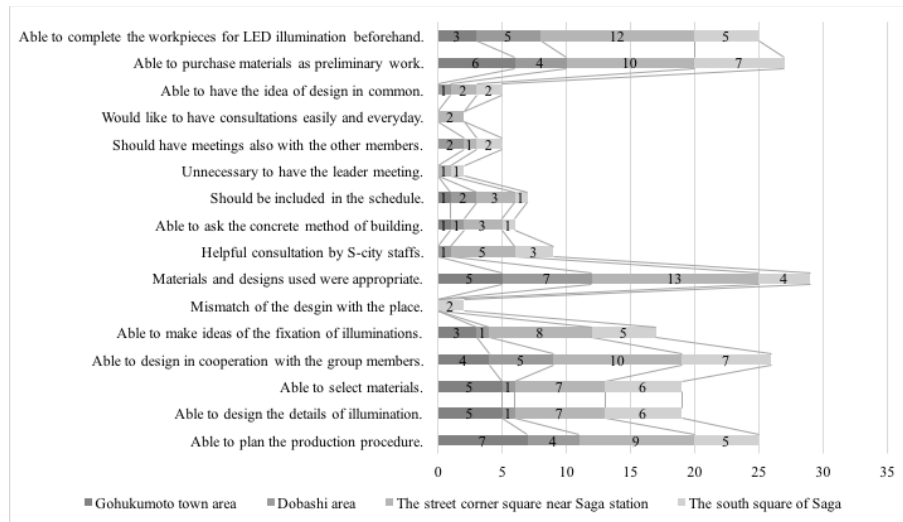 Able to complete the workpieces for LED illumination beforehand. 3 5 12 5
Able to purchase materials as preliminary work. 6 4 10 7
Able to have the idea of design in common. 1 2 2
Would like to have consultations easily and everyday. 2
Should have meetings also with the other members. 2 1 2
Unnecessary to have the leader meeting. 1 1
Should be included in the schedule. 1 2 3 1
Able to ask the concrete method of building. 1 1 3 1
Helpful consultation by S-city staffs. 1 5 3
Materials and designs used were appropriate. 5 7 13 4
Mismatch of the desgin with the place. 2
Able to make ideas of the fixation of illuminations. 3 1 8 5
Able to design in cooperation with the group members. 4 5 10 7
Able to select materials. 5 1 7 6
Able to design the details of illumination. 5 1 7 6
Able to plan the production procedure. 7 4 9 5
0 5 10 15 20 25 30 35
Gohukumoto town area Dobashi area The street corner square near Saga station The south square of Saga